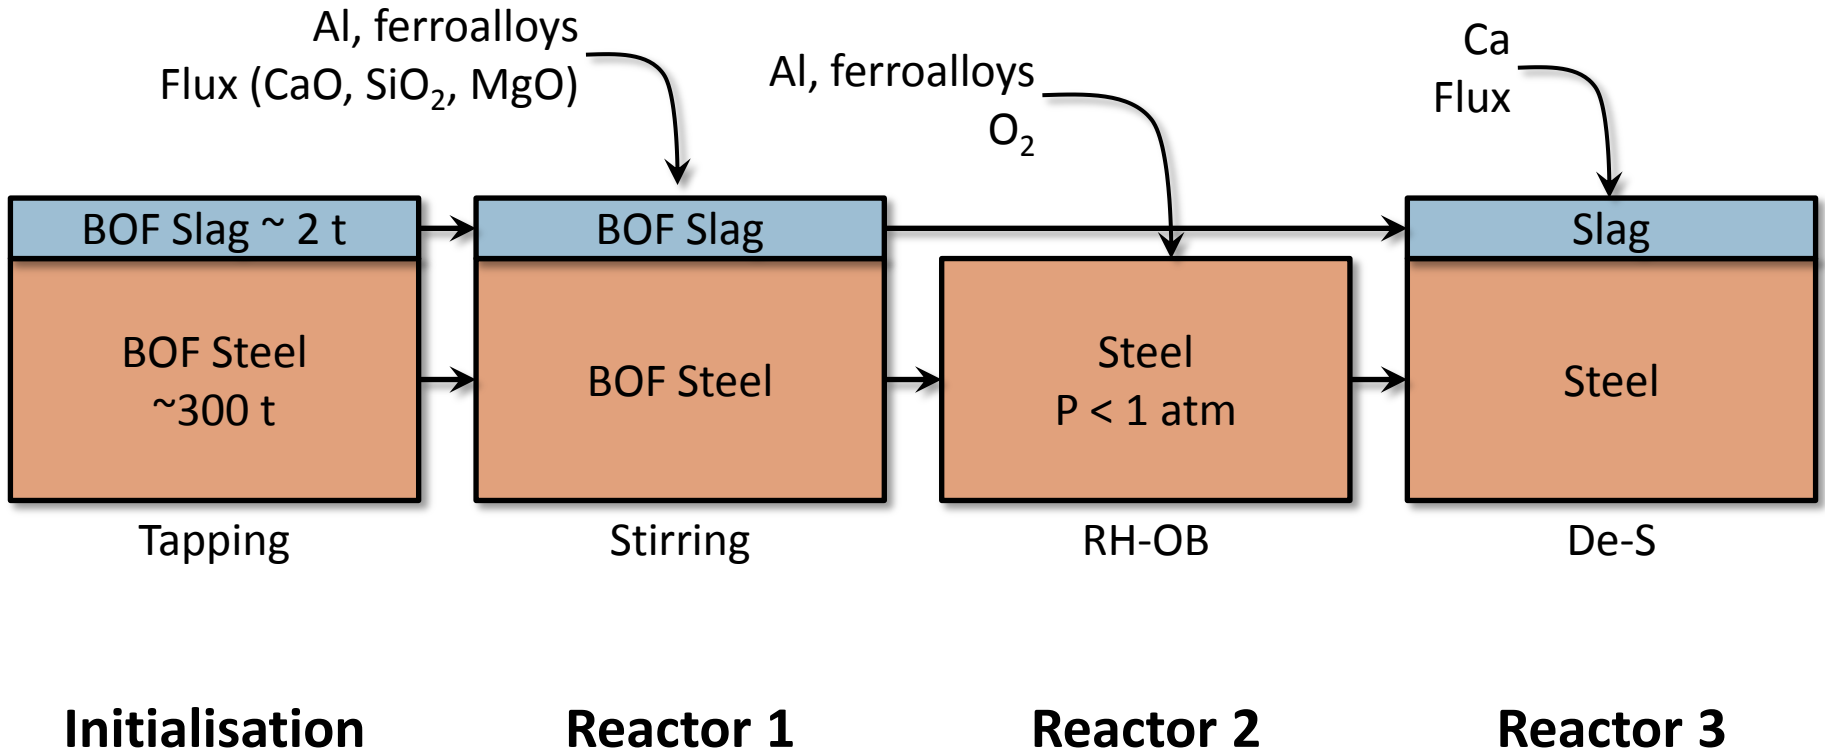 Al, ferroalloys
Flux (CaO, SiO₂, MgO)
Al, ferroalloys
O₂
Ca
Flux
BOF Slag ~ 2 t
BOF Slag
Slag
BOF Steel
~300 t
BOF Steel
Steel
P < 1 atm
Steel
Tapping
Stirring
RH-OB
De-S
Initialisation
Reactor 1
Reactor 2
Reactor 3